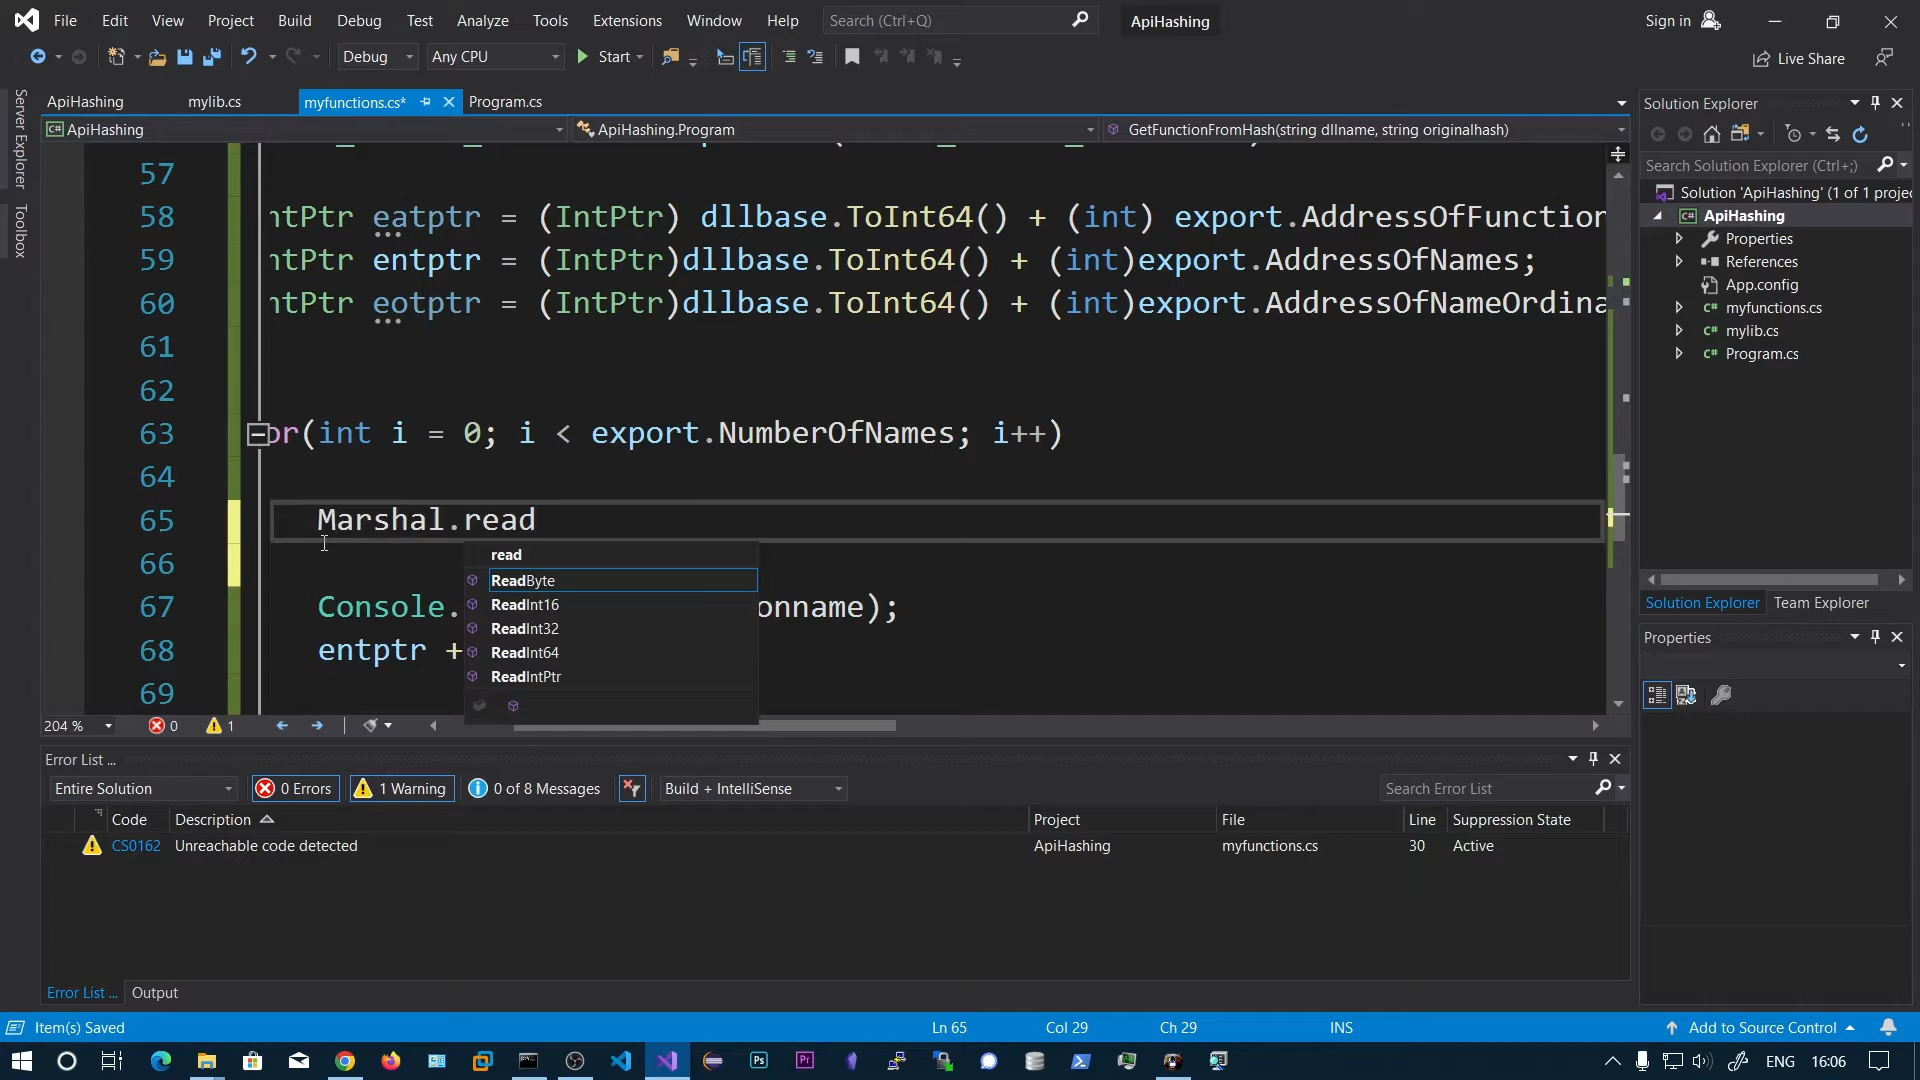 File Edit View Project Build Debug Test Analyze Tools Extensions Window Help Search (Ctrl+Q) ApiHashing Sign in
Debug Any CPU Start Live Share
Server Explorer
Toolbox
ApiHashing mylib.cs myfunctions.cs* Program.cs
ApiHashing ApiHashing.Program GetFunctionFromHash(string dllname, string originalhash)
57
58 ntPtr eatptr = (IntPtr) dllbase.ToInt64() + (int) export.AddressOfFunction
59 ntPtr entptr = (IntPtr)dllbase.ToInt64() + (int)export.AddressOfNames;
60 ntPtr eotptr = (IntPtr)dllbase.ToInt64() + (int)export.AddressOfNameOrdina
61
62
63 or(int i = 0; i < export.NumberOfNames; i++)
64
65 Marshal.read
66
read
ReadByte
ReadInt16
ReadInt32
ReadInt64
ReadIntPtr
67 Console. onname);
68 entptr +
69
204 % 0 1
Solution Explorer
Search Solution Explorer (Ctrl+;)
Solution 'ApiHashing' (1 of 1 projec
ApiHashing
Properties
References
App.config
myfunctions.cs
mylib.cs
Program.cs
Solution Explorer Team Explorer
Properties
Error List ...
Entire Solution 0 Errors 1 Warning 0 of 8 Messages Build + IntelliSense Search Error List
Code Description Project File Line Suppression State
CS0162 Unreachable code detected ApiHashing myfunctions.cs 30 Active
Error List ... Output
Item(s) Saved Ln 65 Col 29 Ch 29 INS Add to Source Control
Ps Pr ENG 16:06